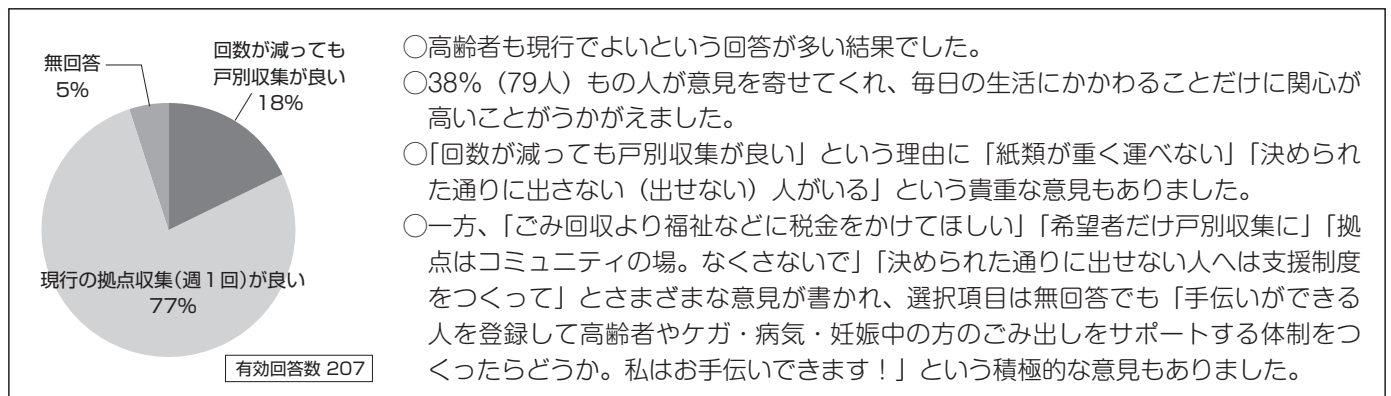 無回答
5%
回数が減っても
戸別収集が良い
18%
現行の拠点収集(週1回)が良い
77%
有効回答数 207
○高齢者も現行でよいという回答が多い結果でした。
○38%(79人)もの人が意見を寄せてくれ、毎日の生活にかかわることだけに関心が
高いことがうかがえました。
○「回数が減っても戸別収集が良い」という理由に「紙類が重く運べない」「決められ
た通りに出さない(出せない)人がいる」という貴重な意見もありました。
○一方、「ごみ回収より福祉などに税金をかけてほしい」「希望者だけ戸別収集に」「拠
点はコミュニティの場。なくさないで」「決められた通りに出せない人へは支援制度
をつくって」とさまざまな意見が書かれ、選択項目は無回答でも「手伝いができる
人を登録して高齢者やケガ・病気・妊娠中の方のごみ出しをサポートする体制をつ
くったらどうか。私はお手伝いできます!」という積極的な意見もありました。